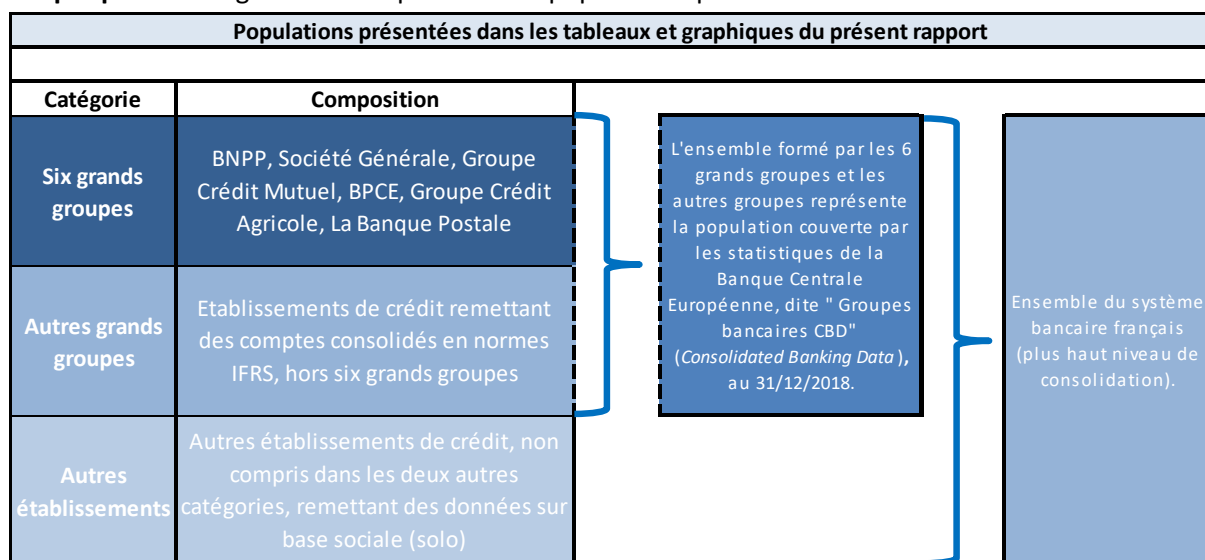 Populations présentées dans les tableaux et graphiques du présent rapport
Catégorie
Composition
Six grands
groupes
BNPP, Société Générale, Groupe
Crédit Mutuel, BPCE, Groupe Crédit
Agricole, La Banque Postale
Autres grands
groupes
Etablissements de crédit remettant
des comptes consolidés en normes
IFRS, hors six grands groupes
Autres
établissements
Autres établissements de crédit, non
compris dans les deux autres
catégories, remettant des données sur
base sociale (solo)
L'ensemble formé par les 6
grands groupes et les
autres groupes représente
la population couverte par
les statistiques de la
Banque Centrale
Européenne, dite " Groupes
bancaires CBD"
(Consolidated Banking Data ),
au 31/12/2018.
Ensemble du système
bancaire français
(plus haut niveau de
consolidation).